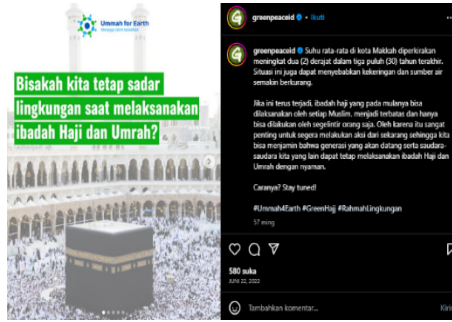 Ummah for Earth
Bisakah kita tetap sadar
lingkungan saat melaksanakan
ibadah Haji dan Umrah?
greenpeaceid • Ikuti
greenpeaceid Suhu rata-rata di kota Makkah diperkirakan
meningkat dua (2) derajat dalam tiga puluh (30) tahun terakhir.
Situasi ini juga dapat menyebabkan kekeringan dan sumber air
semakin berkurang.
Jika ini terus terjadi, ibadah haji yang pada mulanya bisa
dilaksanakan oleh setiap Muslim, menjadi terbatas dan hanya
bisa dilakukan oleh segelintir orang saja. Oleh karena itu sangat
penting untuk segera melakukan aksi dari sekarang sehingga kita
bisa menjamin bahwa generasi yang akan datang serta saudara-
saudara kita yang lain dapat tetap melaksanakan ibadah Haji dan
Umrah dengan nyaman.
Caranya? Stay tuned!
#Ummah4Earth #GreenHajj #RahmahLingkungan
57 ming
580 suka
JUNI 22, 2022
Tambahkan komentar...
Kiri